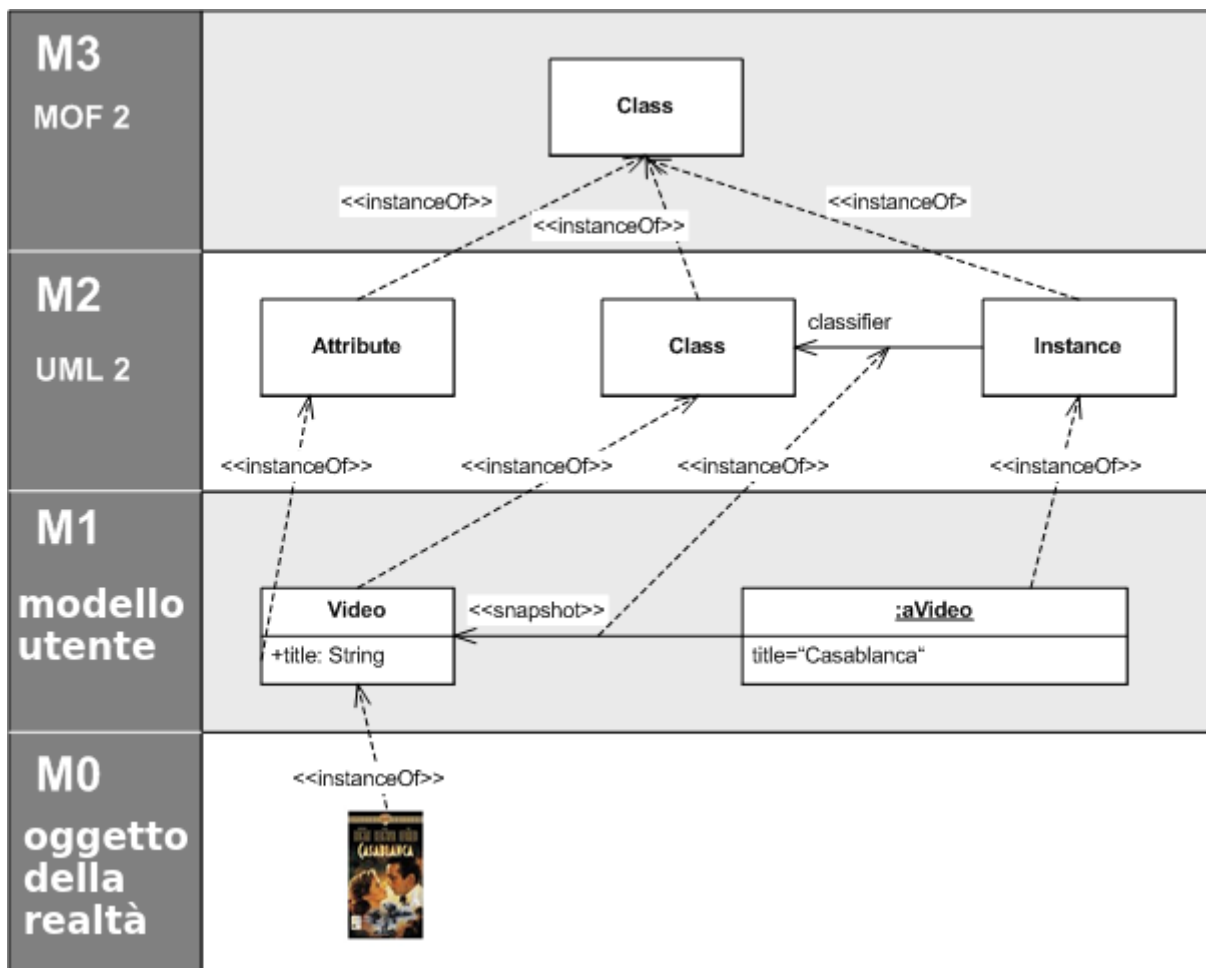 M3
MOF 2
Class
<<instanceOf>>
<<instanceOf>>
<<instanceOf>
M2
UML 2
Attribute
Class
classifier
Instance
<<instanceOf>>
<<instanceOf>>
<<instanceOf>>
<<instanceOf>>
M1
modello
utente
Video
+title: String
<<snapshot>>
:aVideo
title=“Casablanca“
M0
oggetto
della
realtà
<<instanceOf>>
CASABLANCA